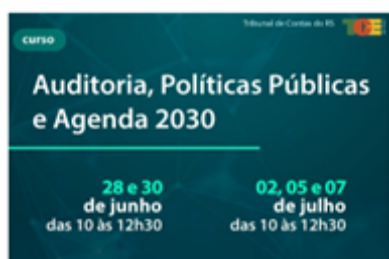 Tribunal de Contas do RS
TCE
curso
Auditoria, Políticas Públicas
e Agenda 2030
28 e 30
de junho
das 10 às 12h30
02, 05 e 07
de julho
das 10 às 12h30